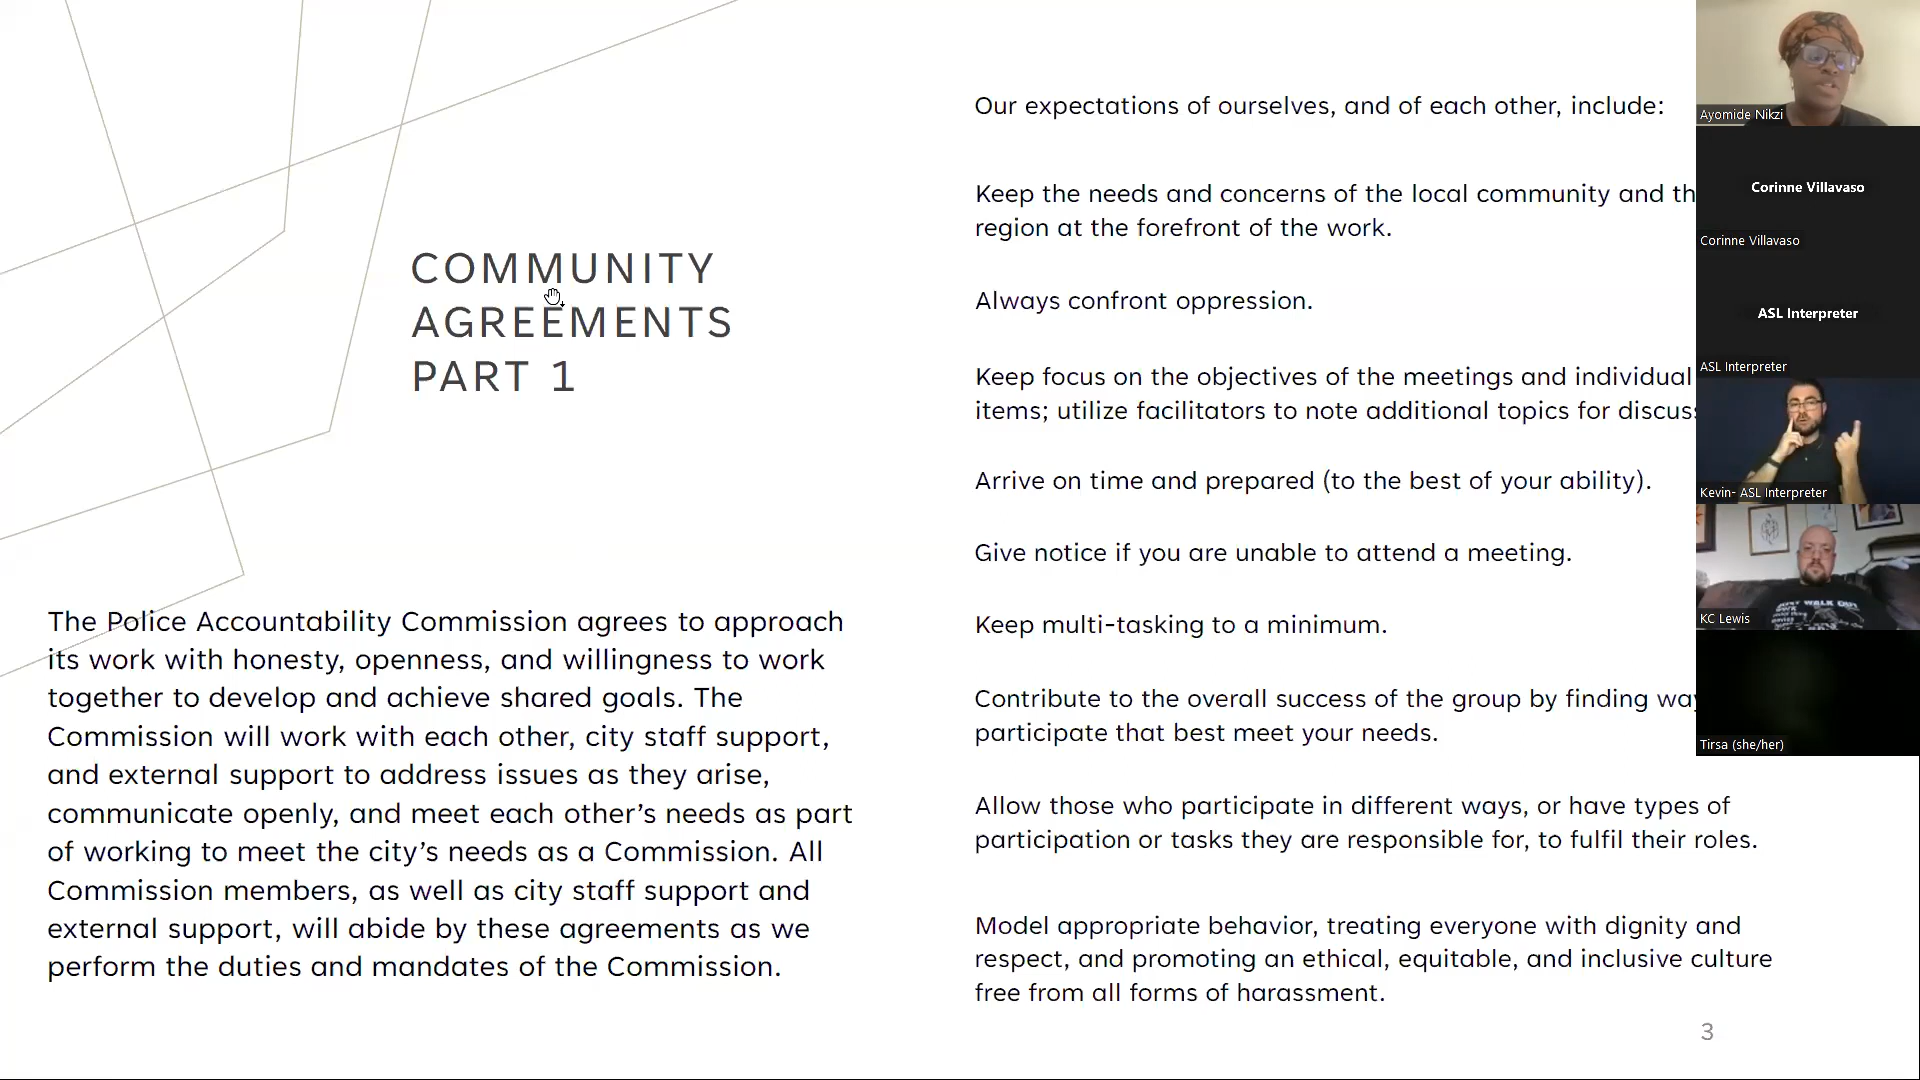 COMMUNITY
AGREEMENTS
PART 1
The Police Accountability Commission agrees to approach
its work with honesty, openness, and willingness to work
together to develop and achieve shared goals. The
Commission will work with each other, city staff support,
and external support to address issues as they arise,
communicate openly, and meet each other’s needs as part
of working to meet the city’s needs as a Commission. All
Commission members, as well as city staff support and
external support, will abide by these agreements as we
perform the duties and mandates of the Commission.
Our expectations of ourselves, and of each other, include:
Keep the needs and concerns of the local community and th
region at the forefront of the work.
Always confront oppression.
Keep focus on the objectives of the meetings and individual
items; utilize facilitators to note additional topics for discus
Arrive on time and prepared (to the best of your ability).
Give notice if you are unable to attend a meeting.
Keep multi-tasking to a minimum.
Contribute to the overall success of the group by finding way
participate that best meet your needs.
Allow those who participate in different ways, or have types of
participation or tasks they are responsible for, to fulfil their roles.
Model appropriate behavior, treating everyone with dignity and
respect, and promoting an ethical, equitable, and inclusive culture
free from all forms of harassment.
3
Ayomide Nikzi
Corinne Villavaso
Corinne Villavaso
ASL Interpreter
ASL Interpreter
Kevin- ASL Interpreter
WALK OUT
KC Lewis
Tirsa (she/her)